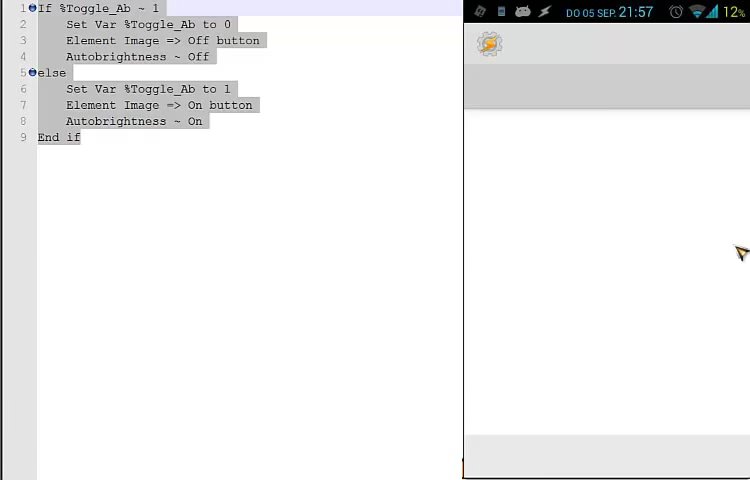 1 If %Toggle_Ab ~ 1
2 Set Var %Toggle_Ab to 0
3 Element Image => Off button
4 Autobrightness ~ Off
5 else
6 Set Var %Toggle_Ab to 1
7 Element Image => On button
8 Autobrightness ~ On
9 End if
DO 05 SEP. 21:57 12%